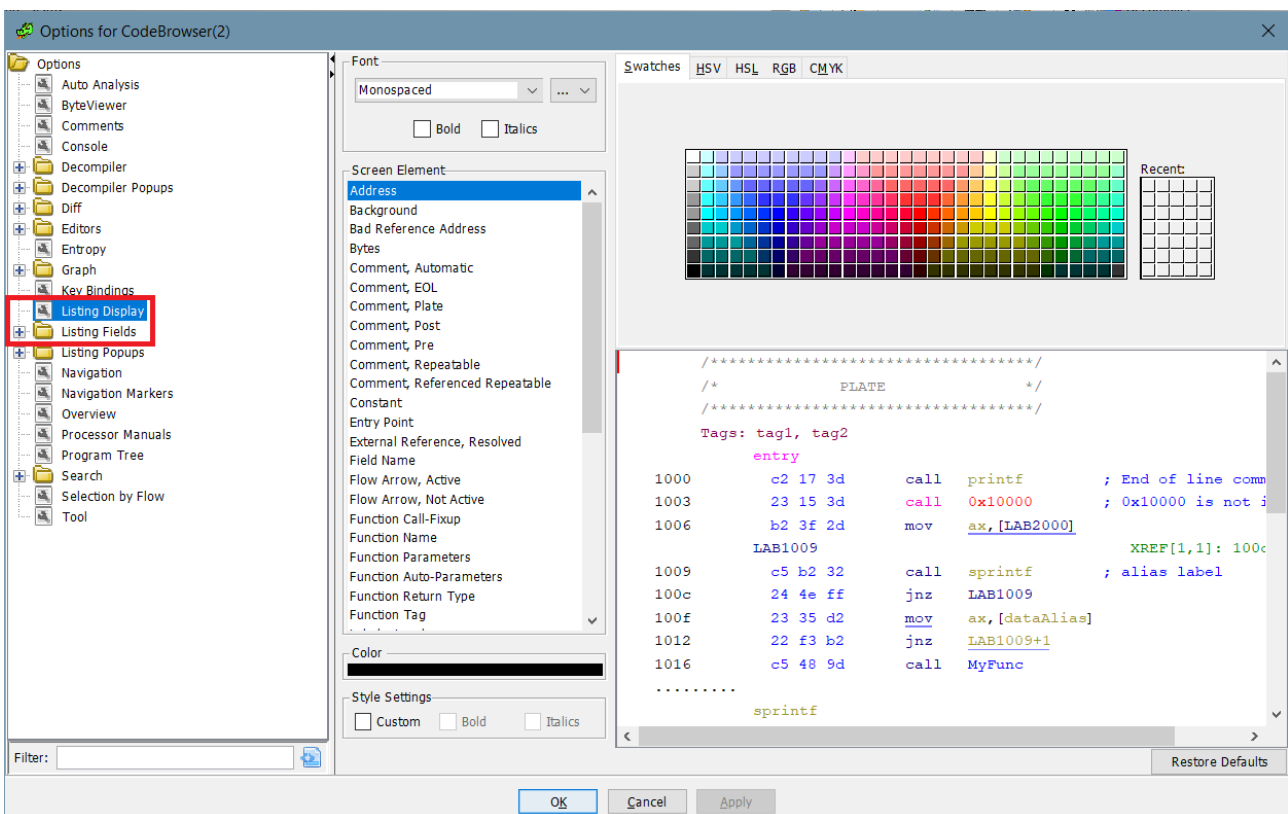 Options for CodeBrowser(2)
Options
Auto Analysis
ByteViewer
Comments
Console
Decompiler
Decompiler Popups
Diff
Editors
Entropy
Graph
Key Bindings
Listing Display
Listing Fields
Listing Popups
Navigation
Navigation Markers
Overview
Processor Manuals
Program Tree
Search
Selection by Flow
Tool
Filter:
Font
Monospaced
...
Bold Italics
Screen Element
Address
Background
Bad Reference Address
Bytes
Comment, Automatic
Comment, EOL
Comment, Plate
Comment, Post
Comment, Pre
Comment, Repeatable
Comment, Referenced Repeatable
Constant
Entry Point
External Reference, Resolved
Field Name
Flow Arrow, Active
Flow Arrow, Not Active
Function Call-Fixup
Function Name
Function Parameters
Function Auto-Parameters
Function Return Type
Function Tag
Color
Style Settings
Custom Bold Italics
Swatches HSV HSL RGB CMYK
Recent:
/***********************************/
/* PLATE */
/***********************************/
Tags: tag1, tag2
entry
1000 c2 17 3d call printf ; End of line comm
1003 23 15 3d call 0x10000 ; 0x10000 is not i
1006 b2 3f 2d mov ax,[LAB2000]
LAB1009 XREF[1,1]: 100c
1009 c5 b2 32 call sprintf ; alias label
100c 24 4e ff jnz LAB1009
100f 23 35 d2 mov ax,[dataAlias]
1012 22 f3 b2 jnz LAB1009+1
1016 c5 48 9d call MyFunc
.........
sprintf
Restore Defaults
OK Cancel Apply